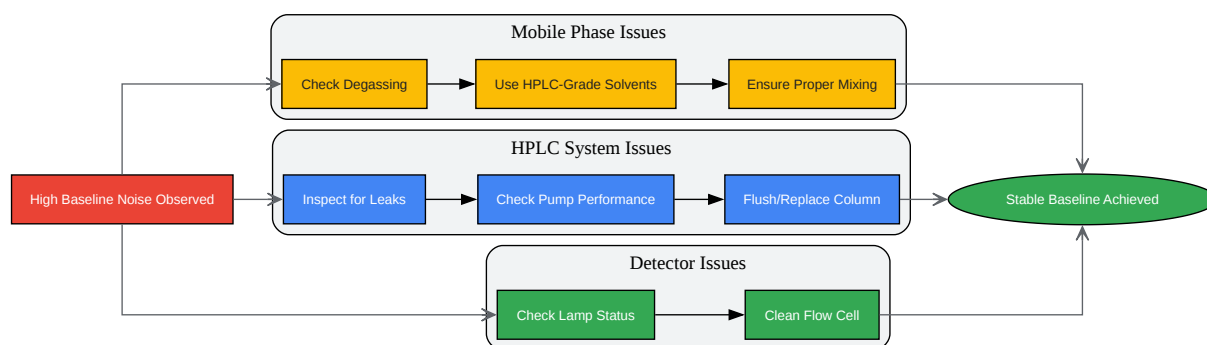 Mobile Phase Issues
Check Degassing
Use HPLC-Grade Solvents
Ensure Proper Mixing
HPLC System Issues
High Baseline Noise Observed
Inspect for Leaks
Check Pump Performance
Flush/Replace Column
Stable Baseline Achieved
Detector Issues
Check Lamp Status
Clean Flow Cell